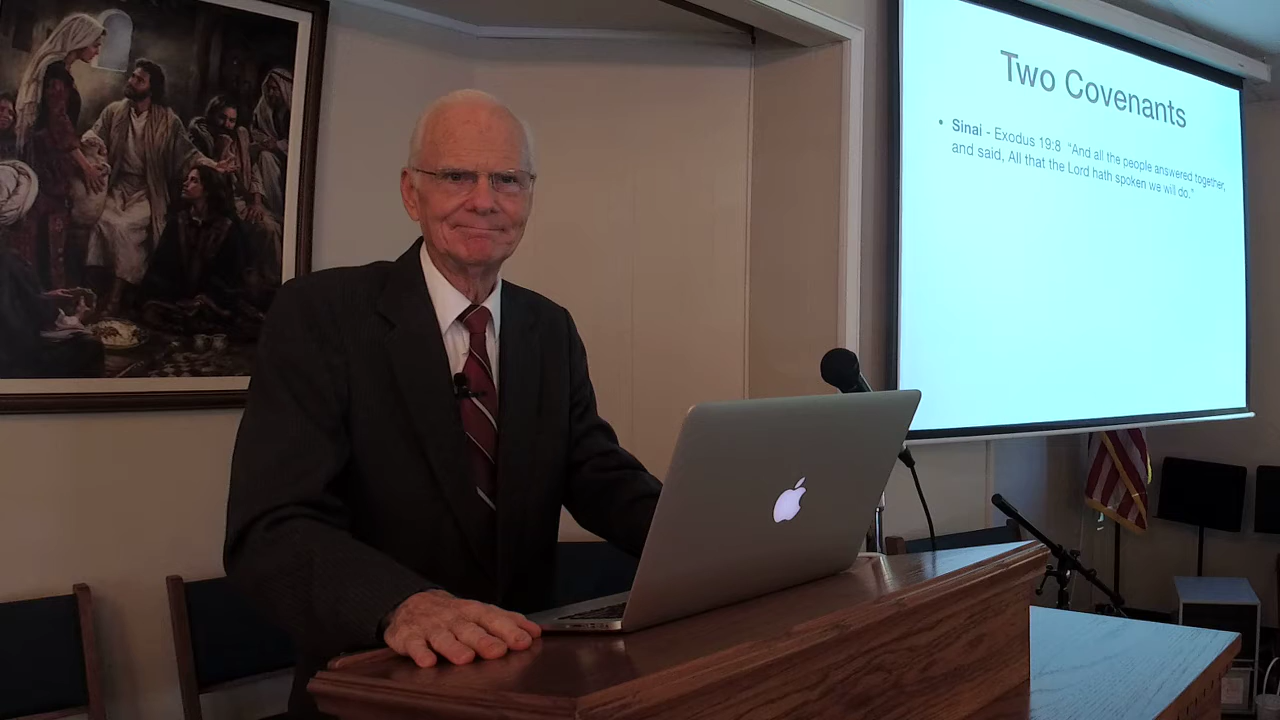 Two Covenants
• Sinai - Exodus 19:8 "And all the people answered together,
and said, All that the Lord hath spoken we will do."